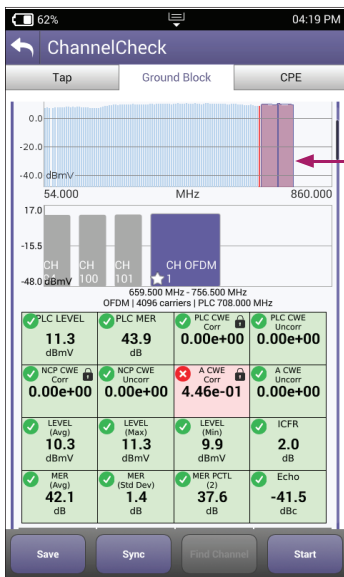 62%
04:19 PM
ChannelCheck
Tap
Ground Block
CPE
0.0
-20.0
-40.0 dBmV
54.000
MHz
860.000
17.0
-15.5
-48.0 dBmV
CH
CH
100
CH
101
CH OFDM
1
659.500 MHz - 756.500 MHz
OFDM | 4096 carriers | PLC 708.000 MHz
PLC LEVEL
11.3
dBmV
PLC MER
43.9
dB
PLC CWE
Corr
0.00e+00
PLC CWE
Uncorr
0.00e+00
NCP CWE
Corr
0.00e+00
NCP CWE
Uncorr
0.00e+00
A CWE
Corr
4.46e-01
A CWE
Uncorr
0.00e+00
LEVEL
(Avg)
10.3
dBmV
LEVEL
(Max)
11.3
dBmV
LEVEL
(Min)
9.9
dBmV
ICFR
2.0
dB
MER
(Avg)
42.1
dB
MER
(Std Dev)
1.4
dB
MER PCTL
(2)
37.6
dB
Echo
-41.5
dBc
Save
Sync
Find Channel
Start